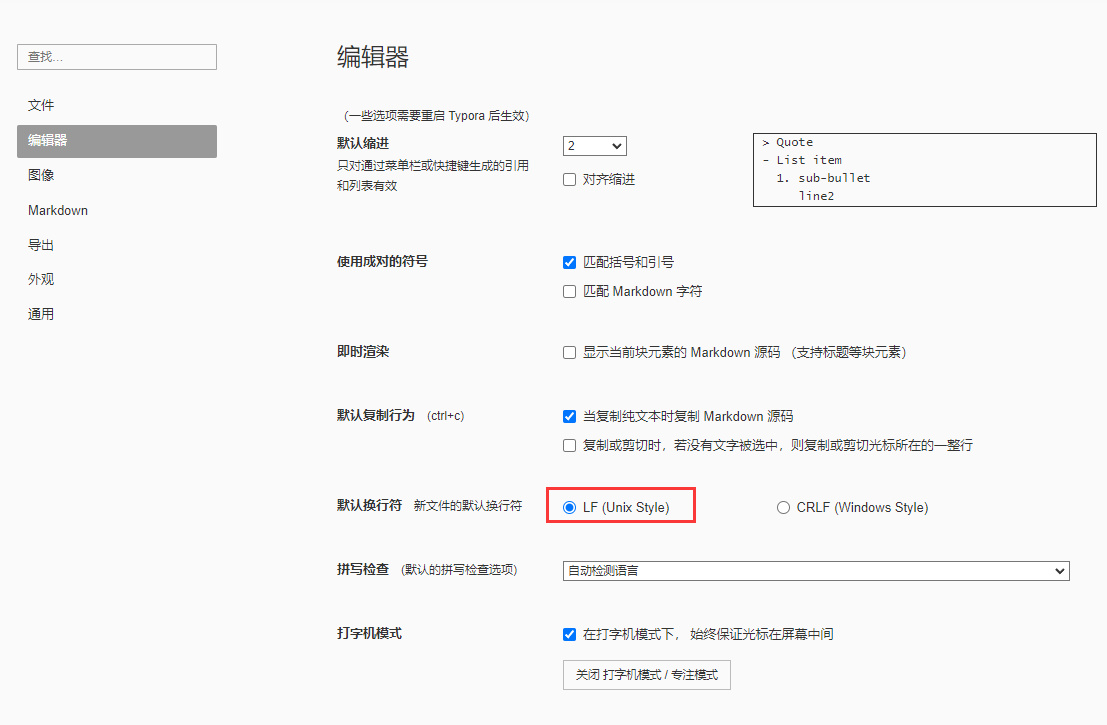 查找...
文件
编辑器
图像
Markdown
导出
外观
通用
编辑器
（一些选项需要重启 Typora 后生效）
默认缩进
只对通过菜单栏或快捷键生成的引用
和列表有效
2
对齐缩进
> Quote
- List item
1. sub-bullet
line2
使用成对的符号
匹配括号和引号
匹配 Markdown 字符
即时渲染
显示当前块元素的 Markdown 源码 （支持标题等块元素）
默认复制行为 (ctrl+c)
当复制纯文本时复制 Markdown 源码
复制或剪切时，若没有文字被选中，则复制或剪切光标所在的一整行
默认换行符 新文件的默认换行符
LF (Unix Style)
CRLF (Windows Style)
拼写检查 (默认的拼写检查选项)
自动检测语言
打字机模式
在打字机模式下， 始终保证光标在屏幕中间
关闭 打字机模式 / 专注模式